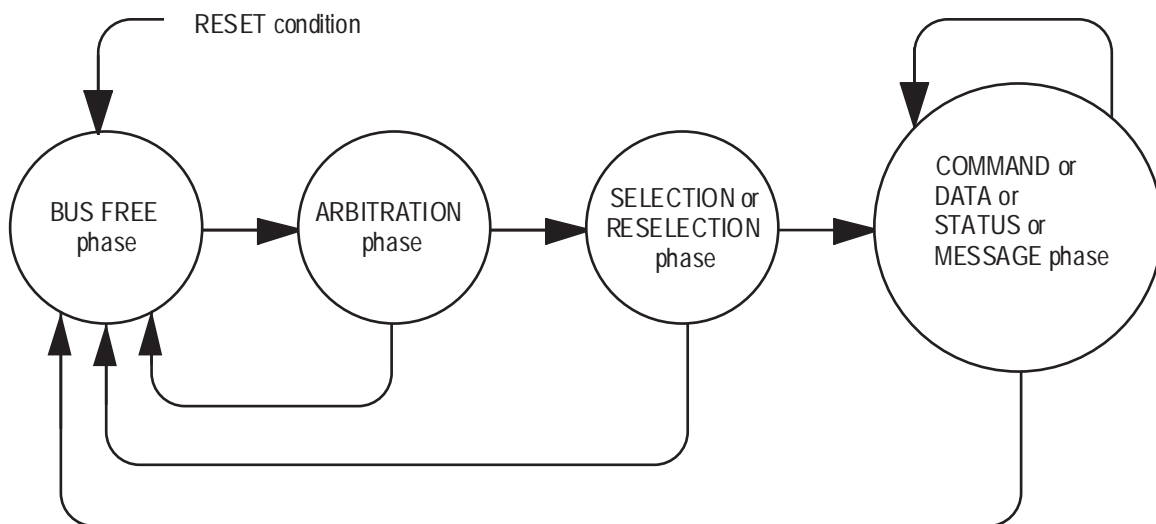 RESET condition
BUS FREE
phase
ARBITRATION
phase
SELECTION or
RESELECTION
phase
COMMAND or
DATA or
STATUS or
MESSAGE phase